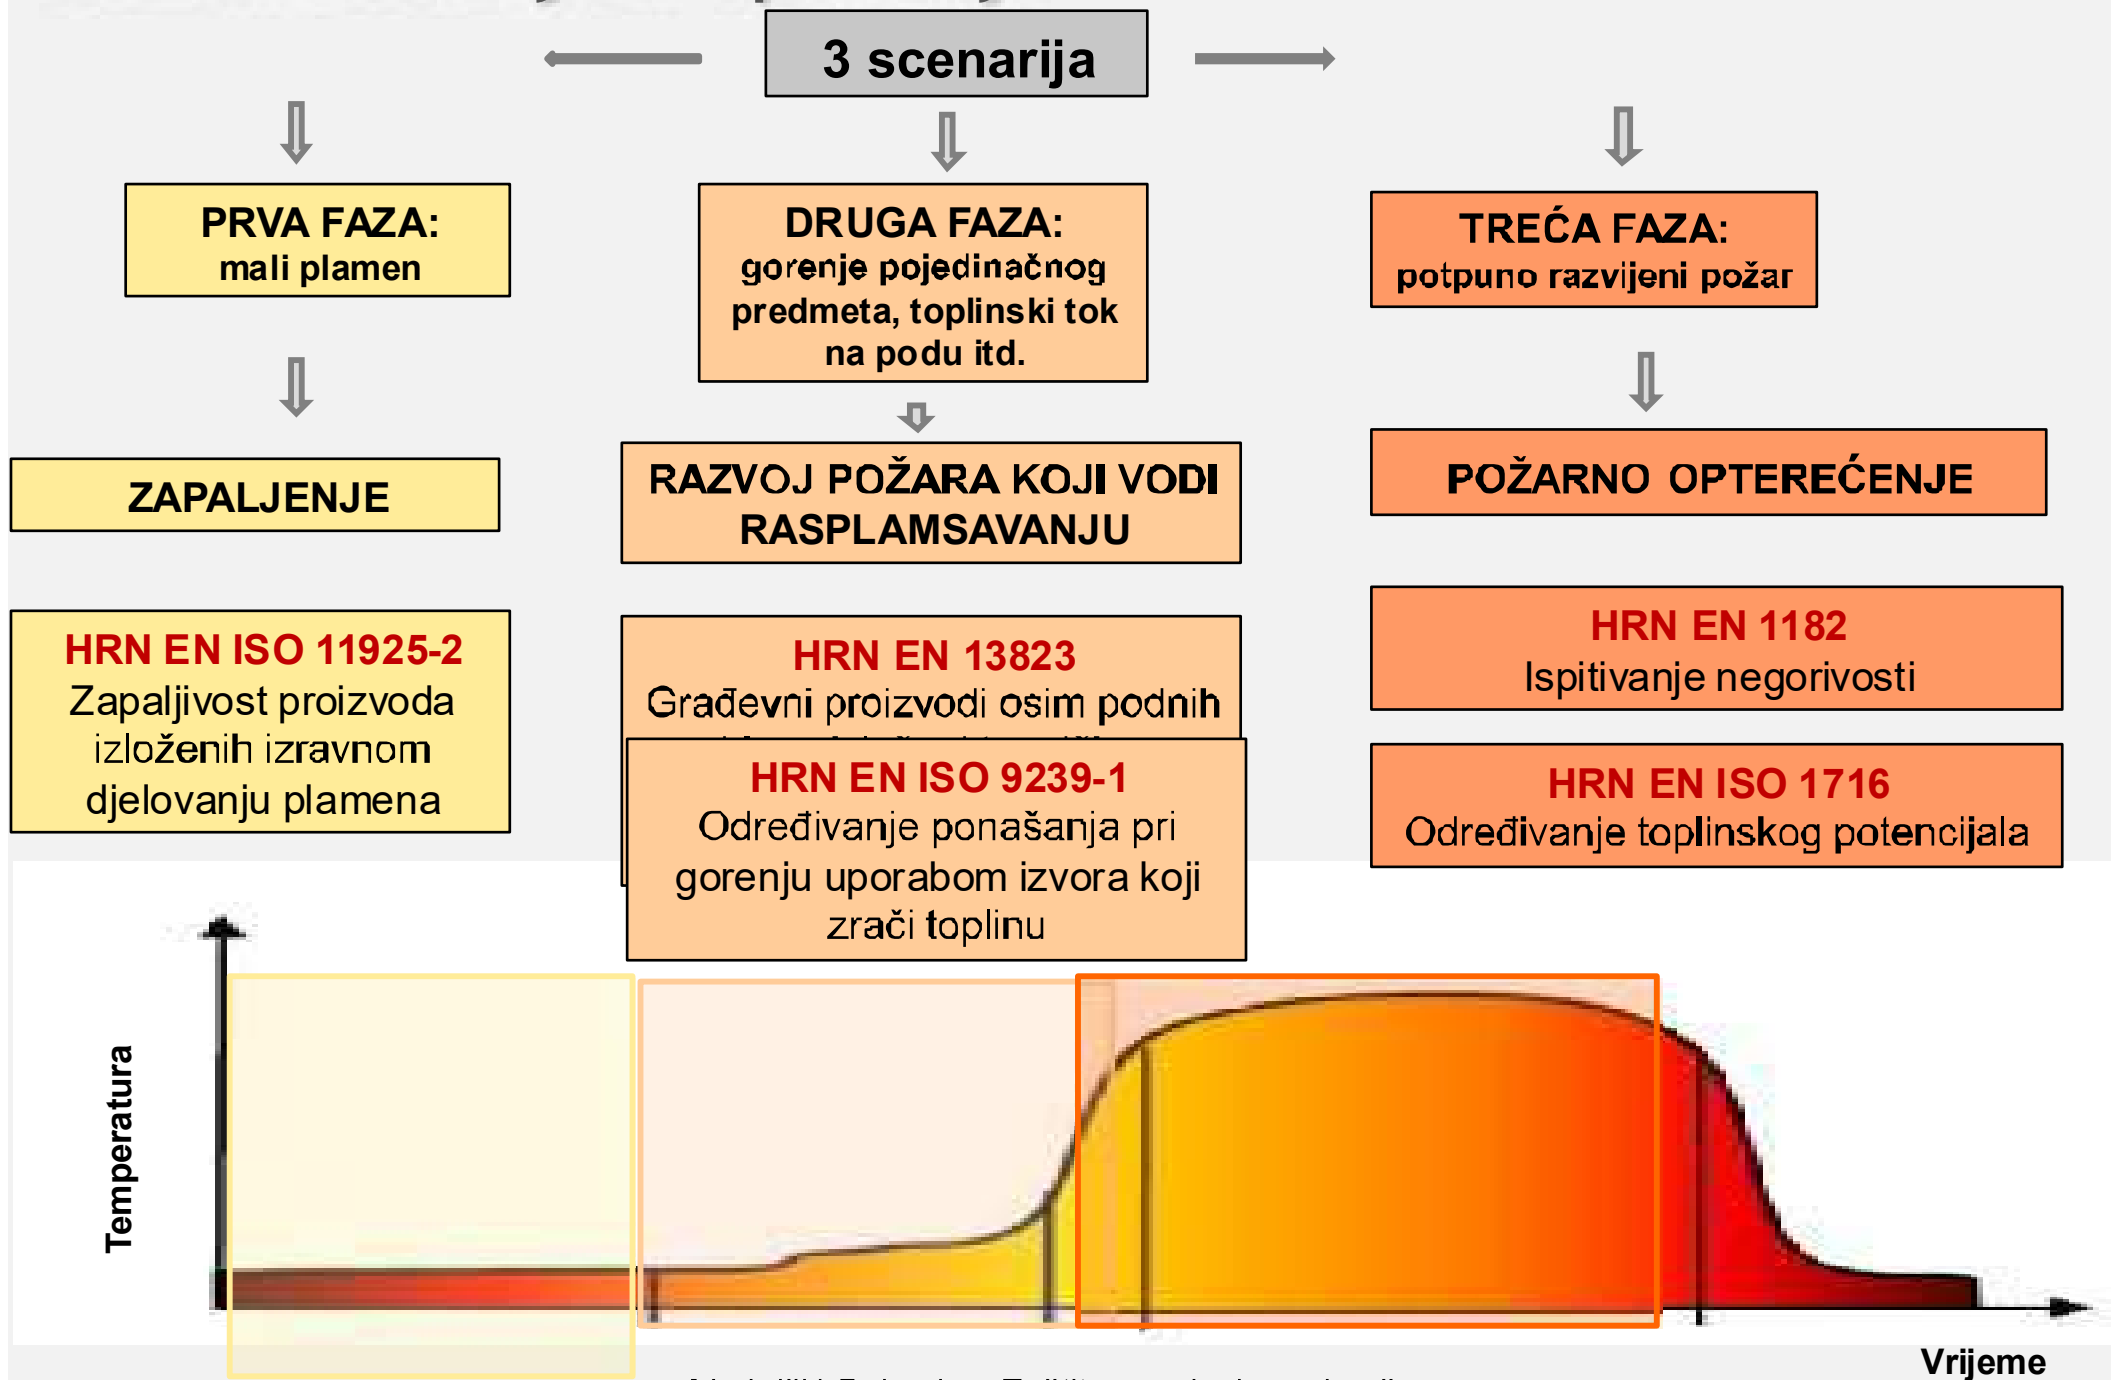 3 scenarija
PRVA FAZA:
mali plamen
DRUGA FAZA:
gorenje pojedinačnog
predmeta, toplinski tok
na podu itd.
TREĆA FAZA:
potpuno razvijeni požar
ZAPALJENJE
RAZVOJ POŽARA KOJI VODI
RASPLAMSAVANJU
POŽARNO OPTEREĆENJE
HRN EN ISO 11925-2
Zapaljivost proizvoda
izloženih izravnom
djelovanju plamena
HRN EN 13823
Građevni proizvodi osim podnih
HRN EN ISO 9239-1
Određivanje ponašanja pri
gorenju uporabom izvora koji
zrači toplinu
HRN EN 1182
Ispitivanje negorivosti
HRN EN ISO 1716
Određivanje toplinskog potencijala
Temperatura
Vrijeme